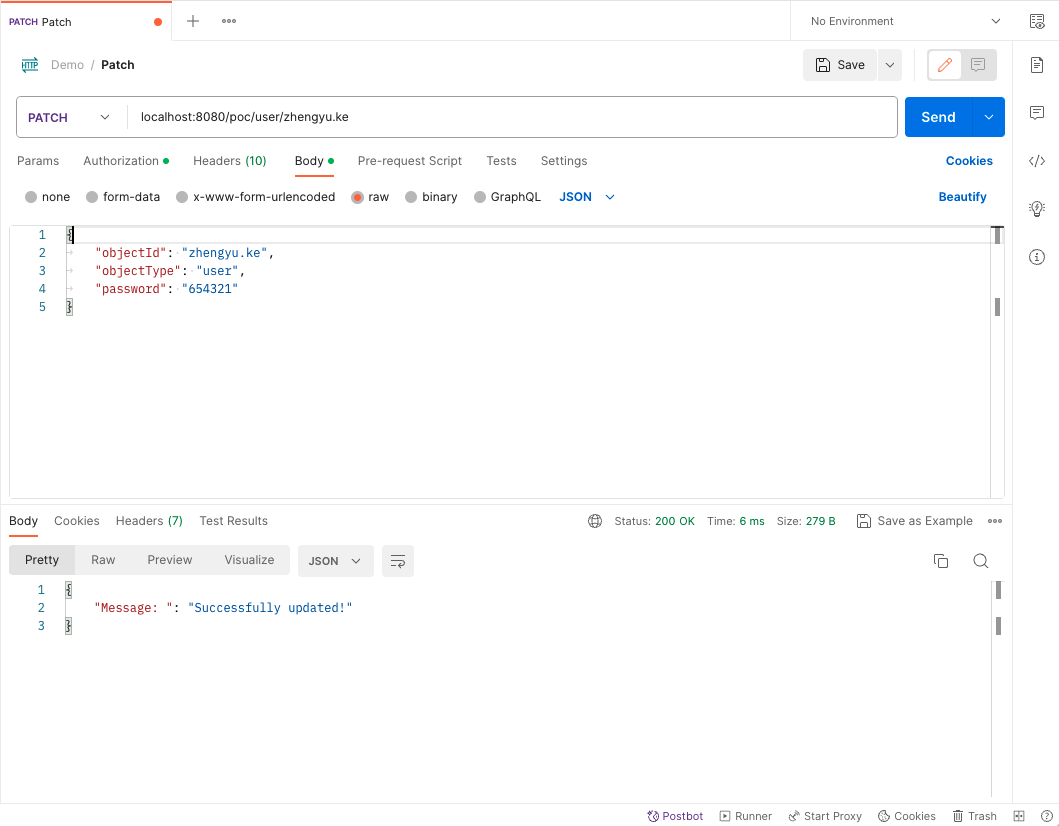 PATCH Patch No Environment
HTTP Demo / Patch Save
PATCH localhost:8080/poc/user/zhengyu.ke Send
Params Authorization Headers (10) Body Pre-request Script Tests Settings Cookies
none form-data x-www-form-urlencoded raw binary GraphQL JSON Beautify
1 {
2 "objectId": "zhengyu.ke",
3 "objectType": "user",
4 "password": "654321"
5 }
Body Cookies Headers (7) Test Results Status: 200 OK Time: 6 ms Size: 279 B Save as Example
Pretty Raw Preview Visualize JSON
1 {
2 "Message: ": "Successfully updated!"
3 }
Postbot Runner Start Proxy Cookies Trash